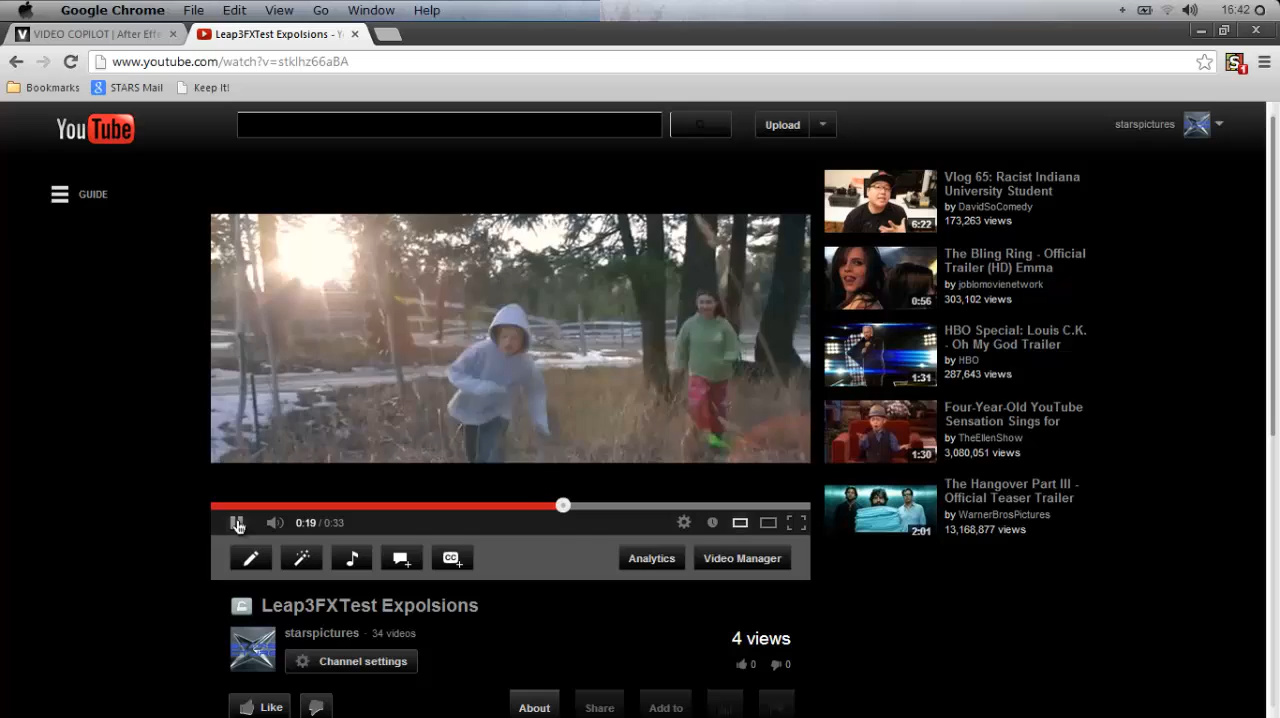 Google Chrome File Edit View Go Bookmarks Window Help 16:42
V VIDEO COPILOT | After Effe
Leap3FXTest Expolsions - Y
www.youtube.com/watch?v=stklhz66aBA
Bookmarks STARS Mail Keep It!
1
YouTube
Upload
starspictures
GUIDE
6:22
Vlog 65: Racist Indiana
University Student
by DavidSoComedy
173,263 views
0:56
The Bling Ring - Official
Trailer (HD) Emma
by joblomovienetwork
303,102 views
1:31
HBO Special: Louis C.K.
- Oh My God Trailer
by HBO
287,643 views
1:30
Four-Year-Old YouTube
Sensation Sings for
by TheEllenShow
3,080,051 views
2:01
The Hangover Part III -
Official Teaser Trailer
by WarnerBrosPictures
13,168,877 views
0:19 / 0:33
CC
Analytics
Video Manager
Leap3FXTest Expolsions
starspictures · 34 videos
Channel settings
4 views
0 0
Like
About Share Add to